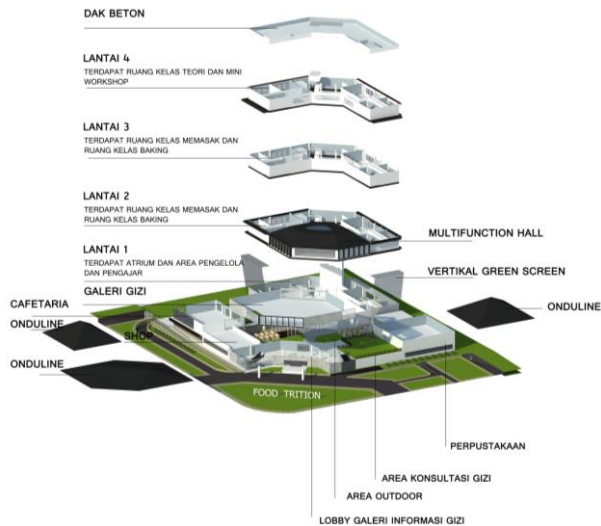 DAK BETON
LANTAI 4
TERDAPAT RUANG KELAS TEORI DAN MINI
WORKSHOP
LANTAI 3
TERDAPAT RUANG KELAS MEMASAK DAN
RUANG KELAS BAKING
LANTAI 2
TERDAPAT RUANG KELAS MEMASAK DAN
RUANG KELAS BAKING
MULTIFUNCTION HALL
LANTAI 1
TERDAPAT ATRIUM DAN AREA PENGELOLA
DAN PENGAJAR
VERTIKAL GREEN SCREEN
GALERI GIZI
CAFETARIA
ONDULINE
ONDULINE
SHOP
ONDULINE
FOOD TRITION
PERPUSTAKAAN
AREA KONSULTASI GIZI
AREA OUTDOOR
LOBBY GALERI INFORMASI GIZI